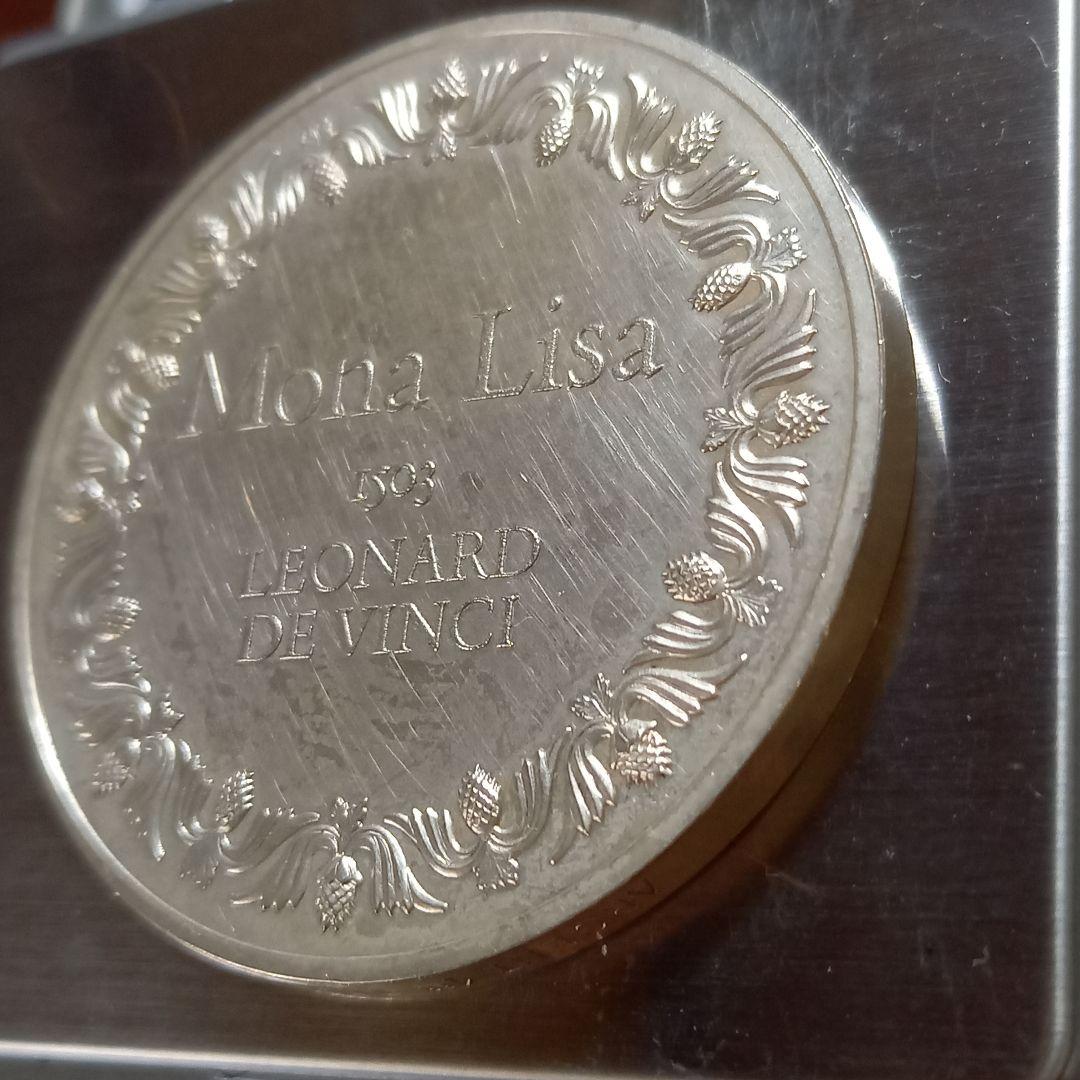 Mona Lisa
1503
LEONARD
DE VINCI